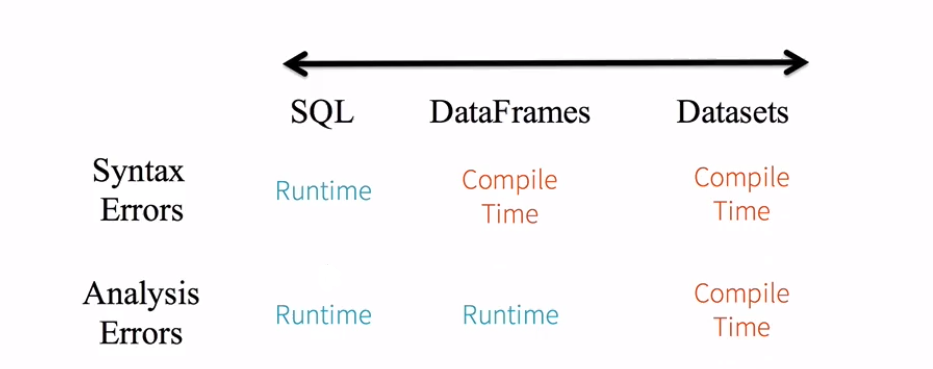 SQL DataFrames Datasets
Syntax
Errors
Runtime
Compile
Time
Compile
Time
Analysis
Errors
Runtime
Runtime
Compile
Time